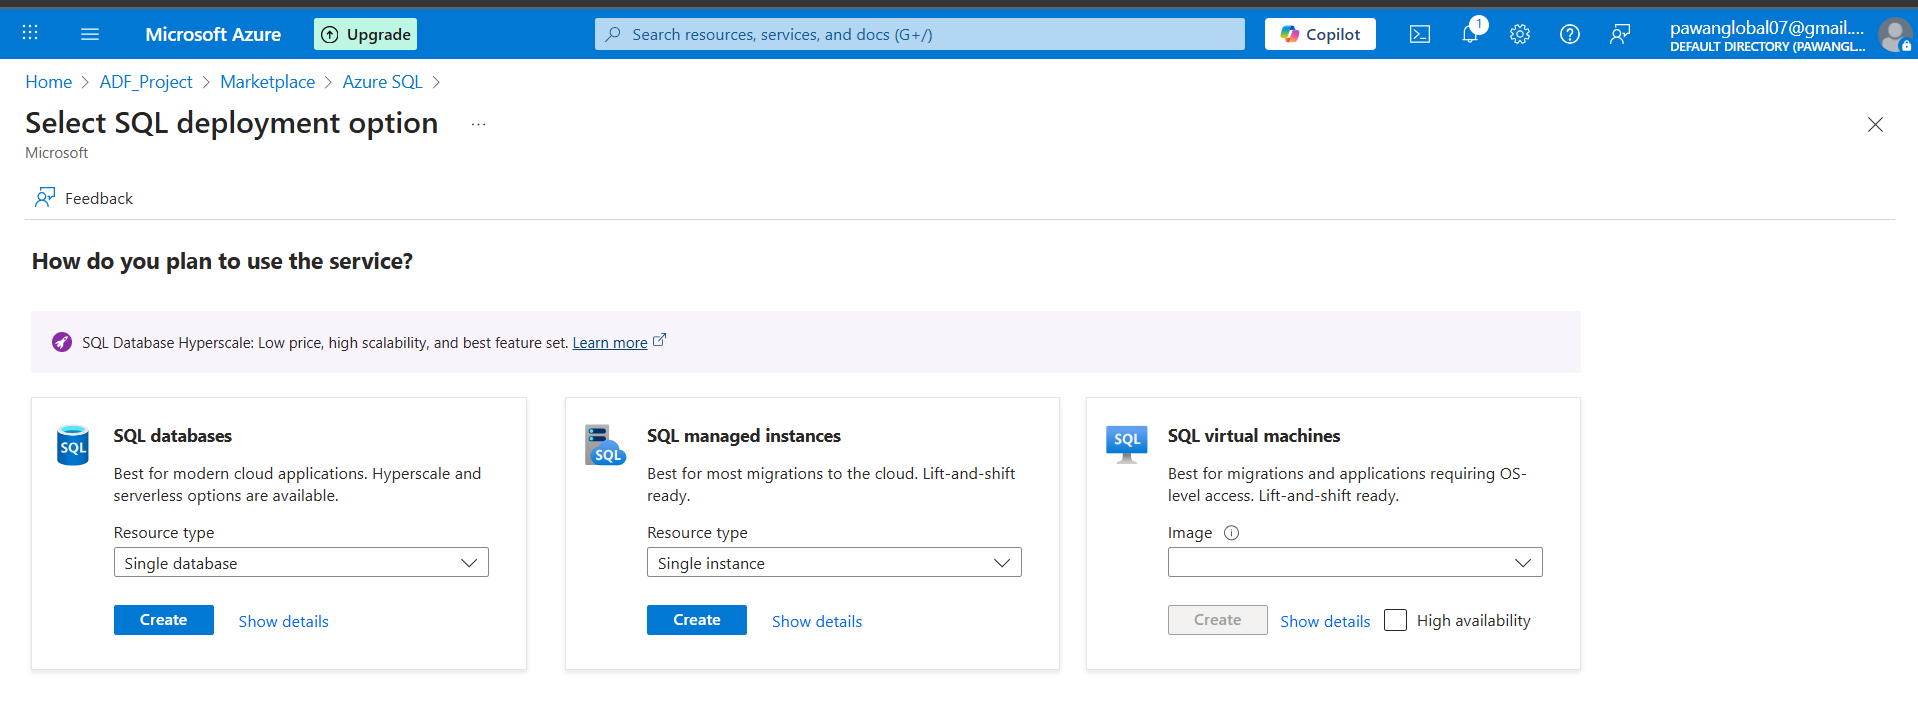 Microsoft Azure
Upgrade
Search resources, services, and docs (G+/)
Copilot
1
pawanglobal07@gmail....
DEFAULT DIRECTORY (PAWANGL...
Home > ADF_Project > Marketplace > Azure SQL >
Select SQL deployment option ...
Microsoft
Feedback
How do you plan to use the service?
SQL Database Hyperscale: Low price, high scalability, and best feature set. Learn more
SQL
SQL databases
Best for modern cloud applications. Hyperscale and
serverless options are available.
Resource type
Single database
Create
Show details
SQL
SQL managed instances
Best for most migrations to the cloud. Lift-and-shift
ready.
Resource type
Single instance
Create
Show details
SQL
SQL virtual machines
Best for migrations and applications requiring OS-
level access. Lift-and-shift ready.
Image
Create
Show details
High availability